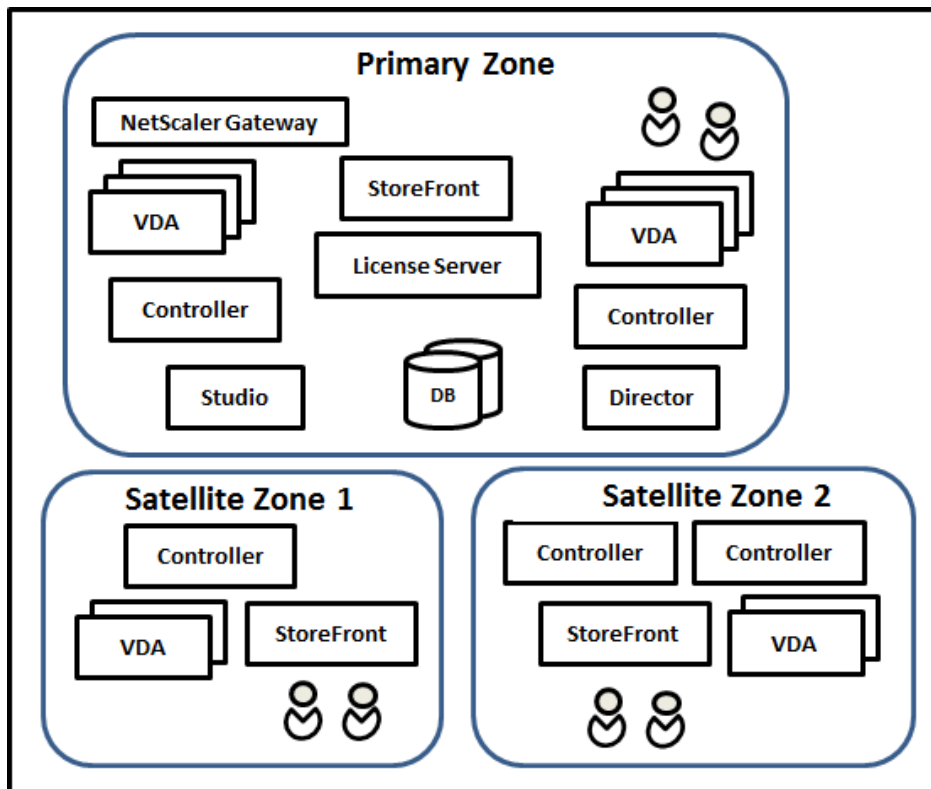 Primary Zone
NetScaler Gateway
StoreFront
VDA
VDA
License Server
Controller
Controller
Studio
DB
Director
Satellite Zone 1
Controller
VDA
StoreFront
Satellite Zone 2
Controller
Controller
StoreFront
VDA